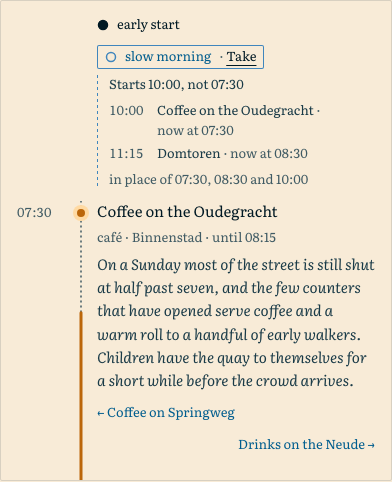 early start
slow morning · Take
Starts 10:00, not 07:30
10:00 Coffee on the Oudegracht ·
now at 07:30
11:15 Domtoren · now at 08:30
in place of 07:30, 08:30 and 10:00
07:30 Coffee on the Oudegracht
café · Binnenstad · until 08:15
On a Sunday most of the street is still shut
at half past seven, and the few counters
that have opened serve coffee and a
warm roll to a handful of early walkers.
Children have the quay to themselves for
a short while before the crowd arrives.
← Coffee on Springweg
Drinks on the Neude →